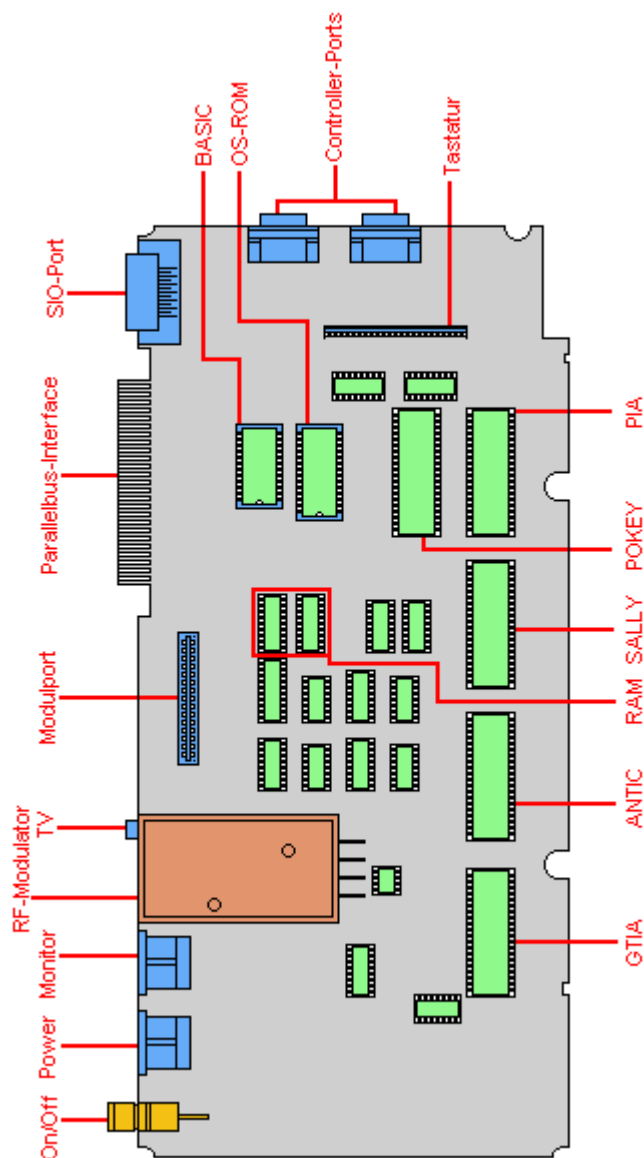 On/Off
Power
Monitor
RF-Modulator
TV
Modulport
Parallelbus-Interface
SIO-Port
BASIC
OS-ROM
Controller-Ports
Tastatur
GTIA
ANTIC
RAM
SALLY
POKEY
PIA